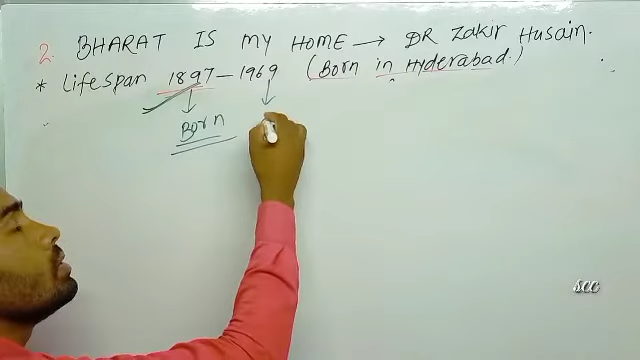 2. BHARAT IS MY HOME → DR Zakir Husain.
* Lifespan 1897 - 1969 (Born in Hyderabad.)
Born
SCC